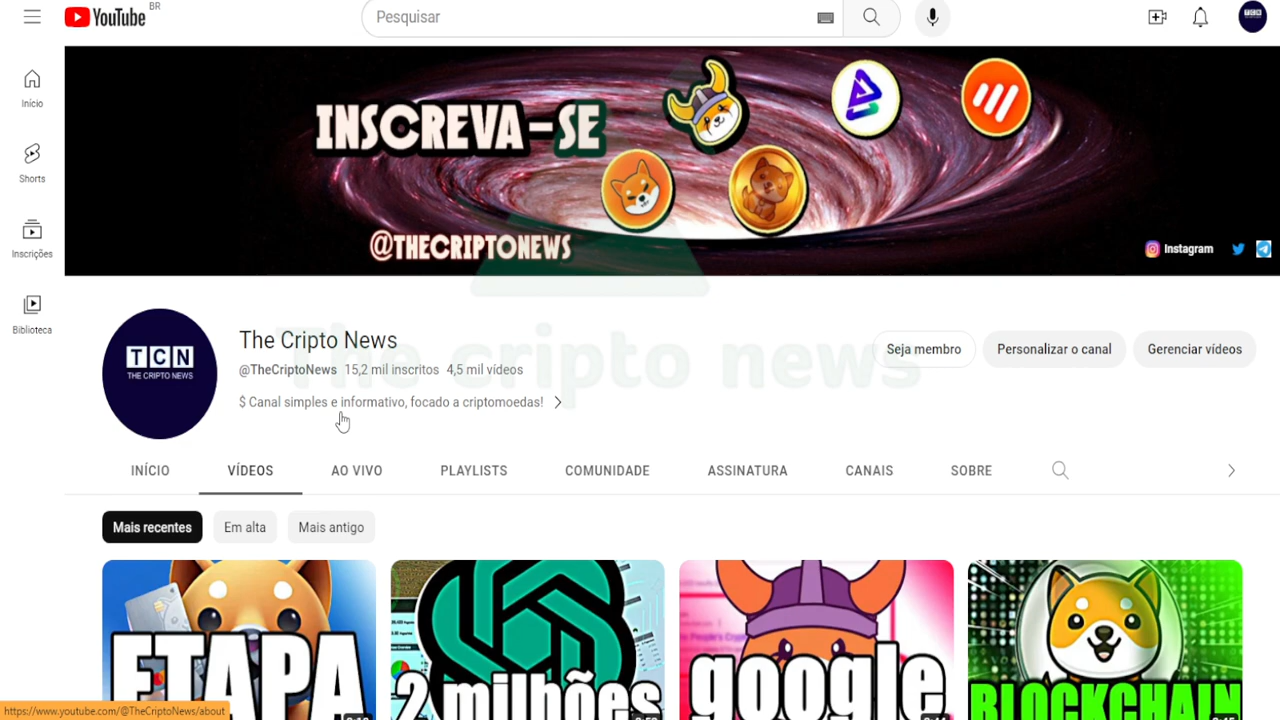 YouTube BR
Pesquisar
INSCREVA-SE
@THECRIPTONEWS
Instagram
Início
Shorts
Inscrições
Biblioteca
TCN
THE CRIPTO NEWS
The Cripto News
@TheCriptoNews 15,2 mil inscritos 4,5 mil vídeos
$ Canal simples e informativo, focado a criptomoedas!
Seja membro
Personalizar o canal
Gerenciar vídeos
The cripto news
INÍCIO
VÍDEOS
AO VIVO
PLAYLISTS
COMUNIDADE
ASSINATURA
CANAIS
SOBRE
Mais recentes
Em alta
Mais antigo
ETAPA
2 milhões
google
BLOCKCHAIN
https://www.youtube.com/@TheCriptoNews/about